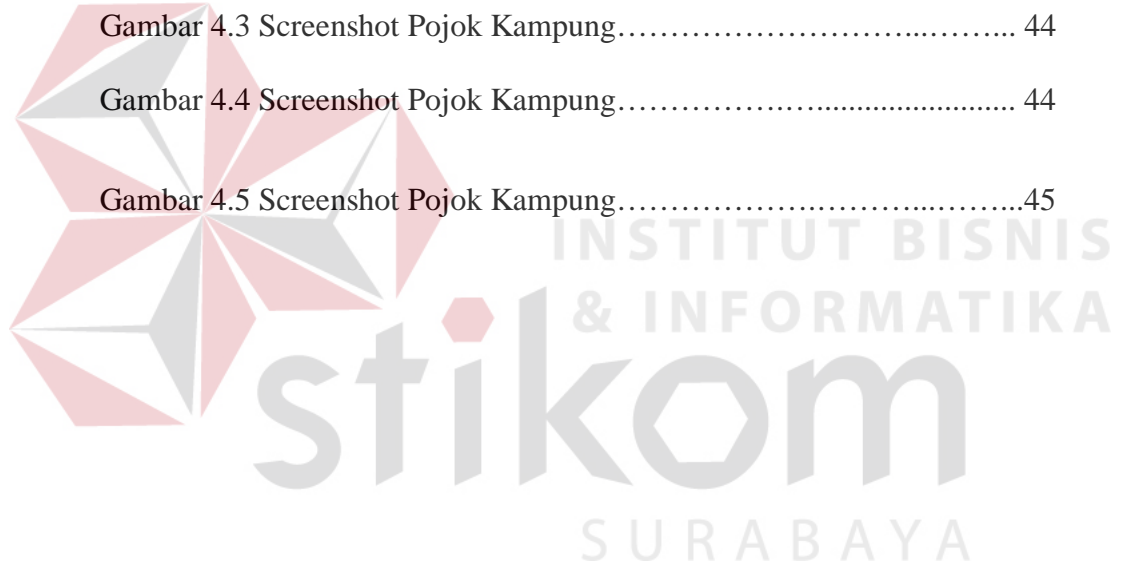 Gambar 4.3 Screenshot Pojok Kampung………………………...……... 44
Gambar 4.4 Screenshot Pojok Kampung……………….…......................... 44
Gambar 4.5 Screenshot Pojok Kampung……………….………...……...45
INSTITUT BISNIS
& INFORMATIKA
stikom
SURABAYA